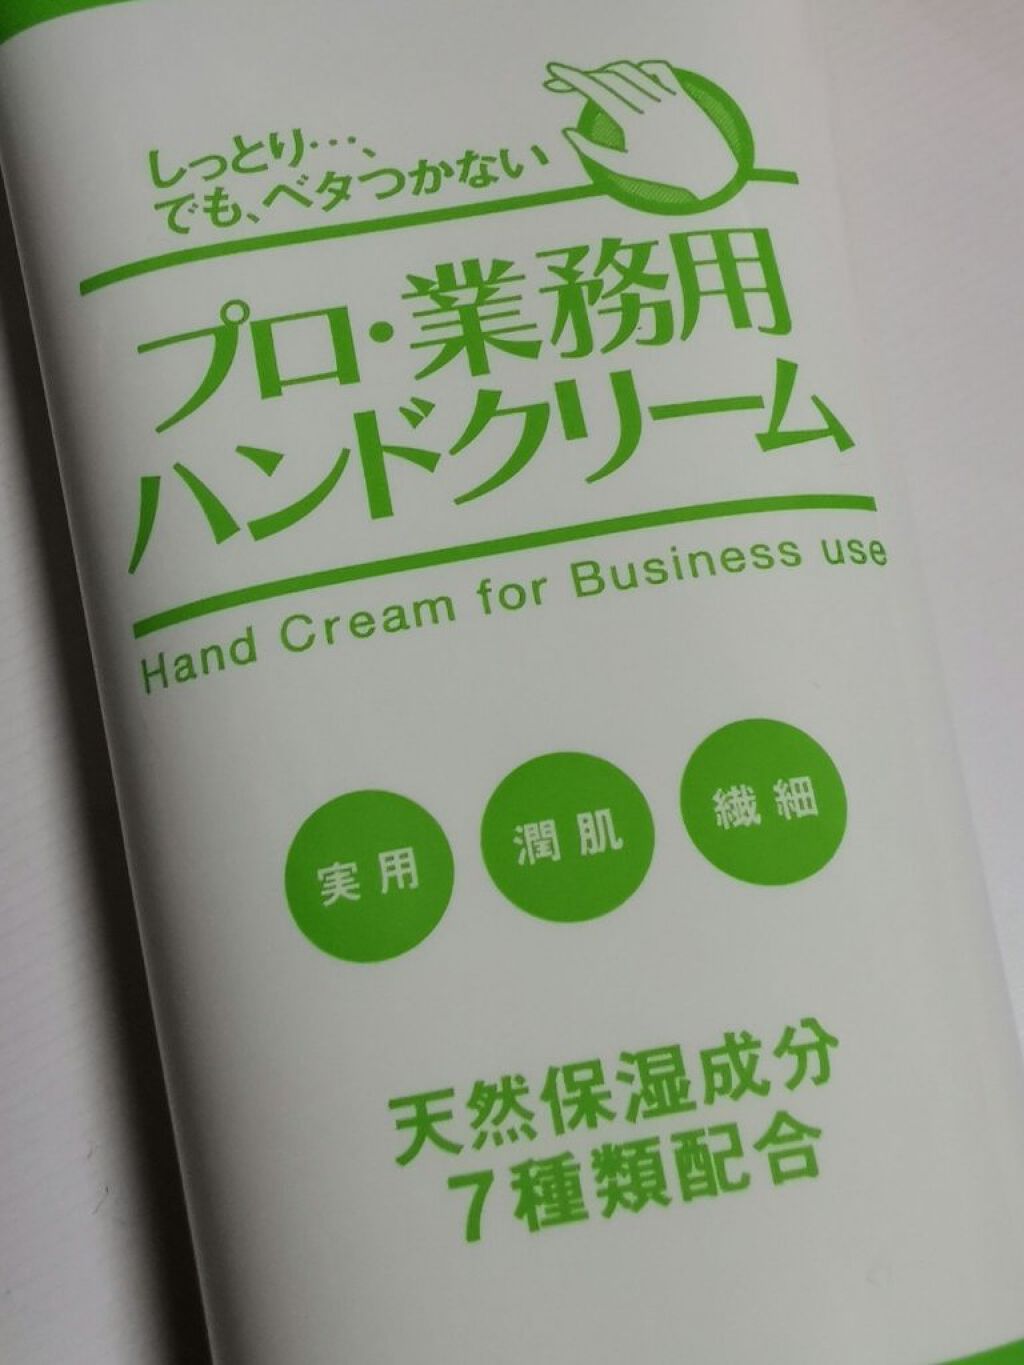 しっとり…、
でも、ベタつかない
プロ・業務用
ハンドクリーム
Hand Cream for Business use
実用
潤肌
繊細
天然保湿成分
7種類配合